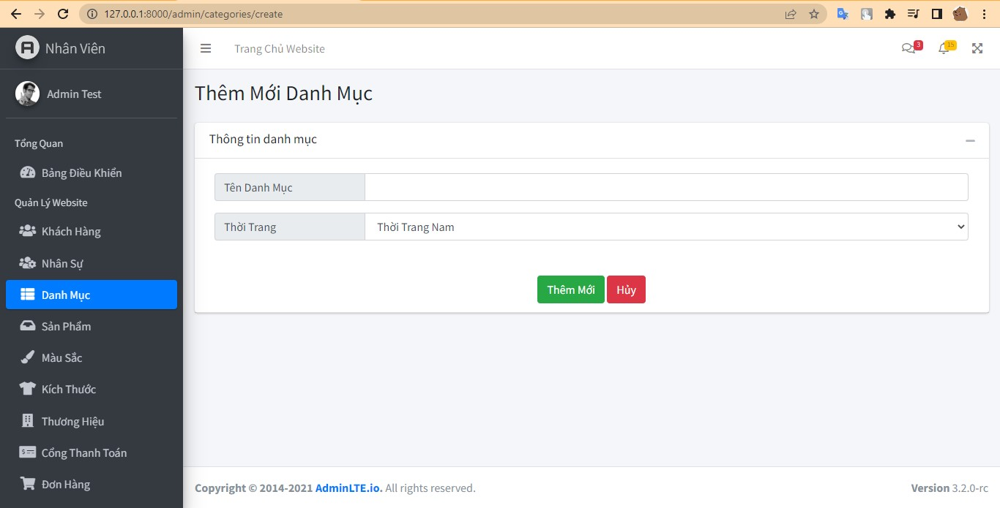 127.0.0.1:8000/admin/categories/create
Nhân Viên
Trang Chủ Website
3
15
Admin Test
Thêm Mới Danh Mục
Tổng Quan
Bảng Điều Khiển
Quản Lý Website
Khách Hàng
Nhân Sự
Danh Mục
Sản Phẩm
Màu Sắc
Kích Thước
Thương Hiệu
Cổng Thanh Toán
Đơn Hàng
Thông tin danh mục
Tên Danh Mục
Thời Trang
Thời Trang Nam
Thêm Mới Hủy
Copyright © 2014-2021 AdminLTE.io. All rights reserved.
Version 3.2.0-rc